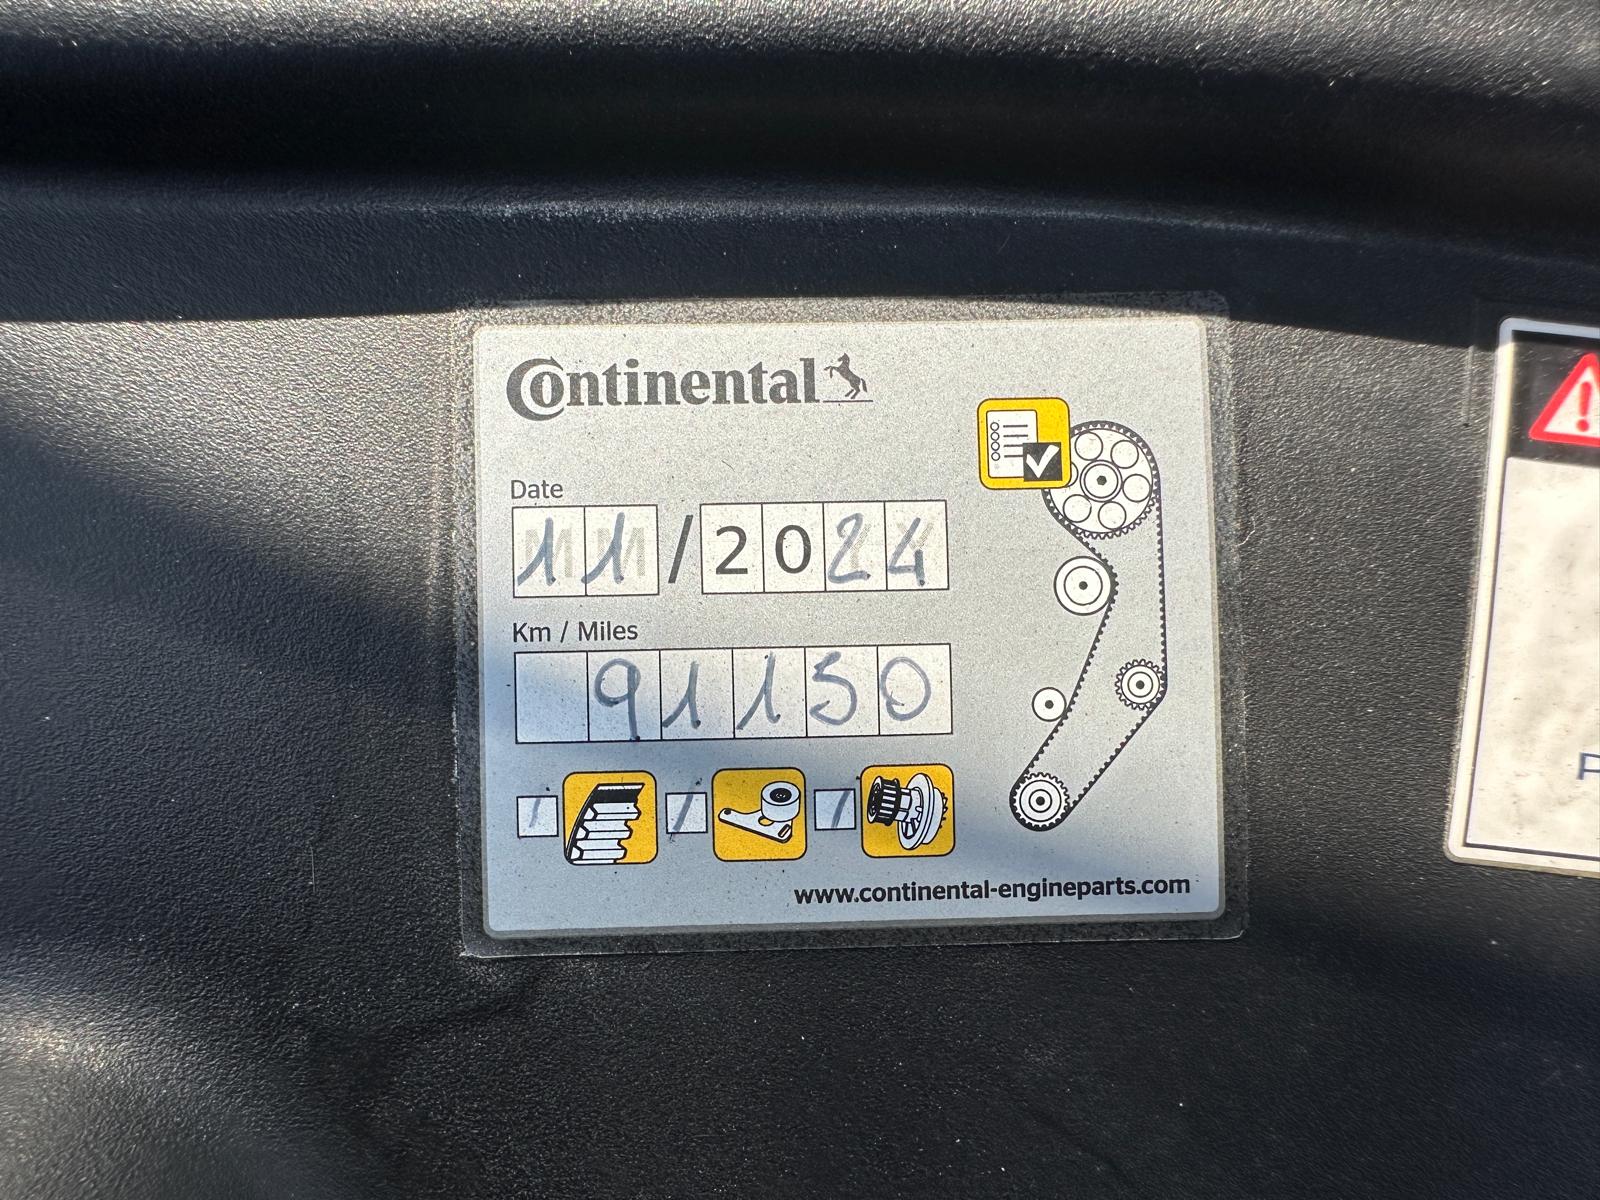 Continental
Date
11/2024
Km / Miles
91150
www.continental-engineparts.com
P